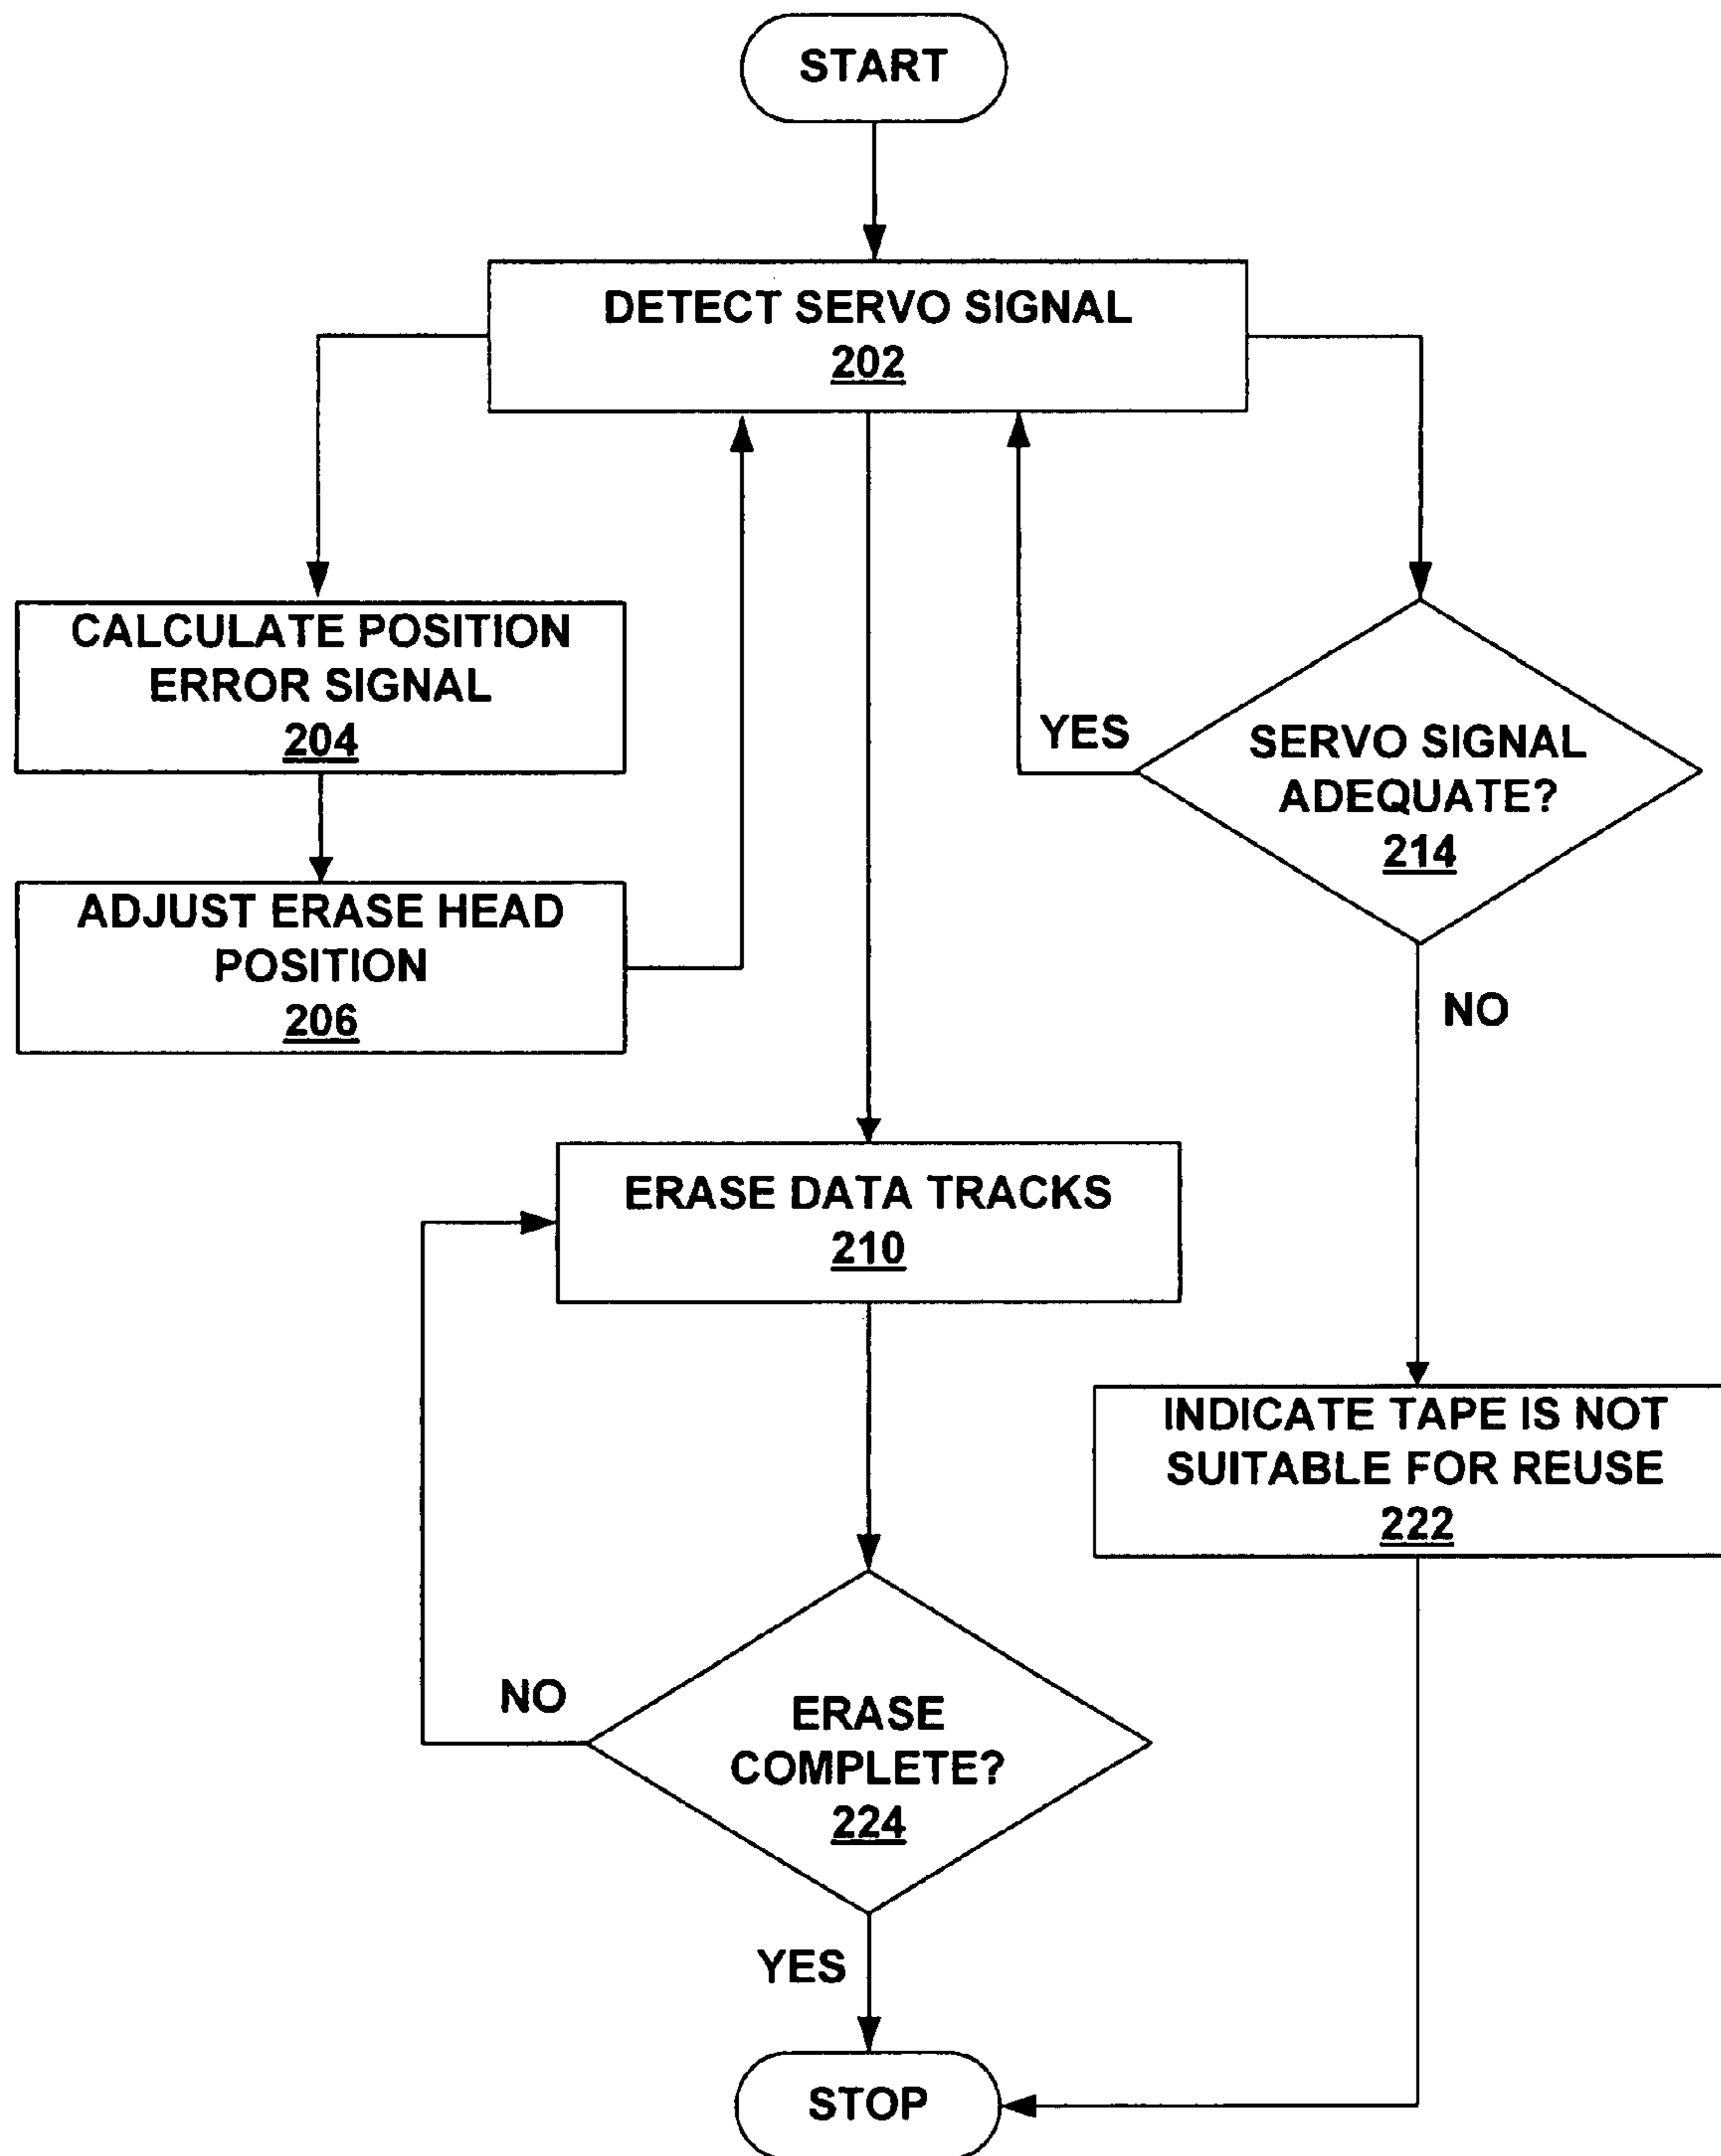 START
DETECT SERVO SIGNAL
202
CALCULATE POSITION
ERROR SIGNAL
204
YES
SERVO SIGNAL
ADEQUATE?
214
ADJUST ERASE HEAD
POSITION
206
NO
ERASE DATA TRACKS
210
INDICATE TAPE IS NOT
SUITABLE FOR REUSE
222
NO
ERASE
COMPLETE?
224
YES
STOP